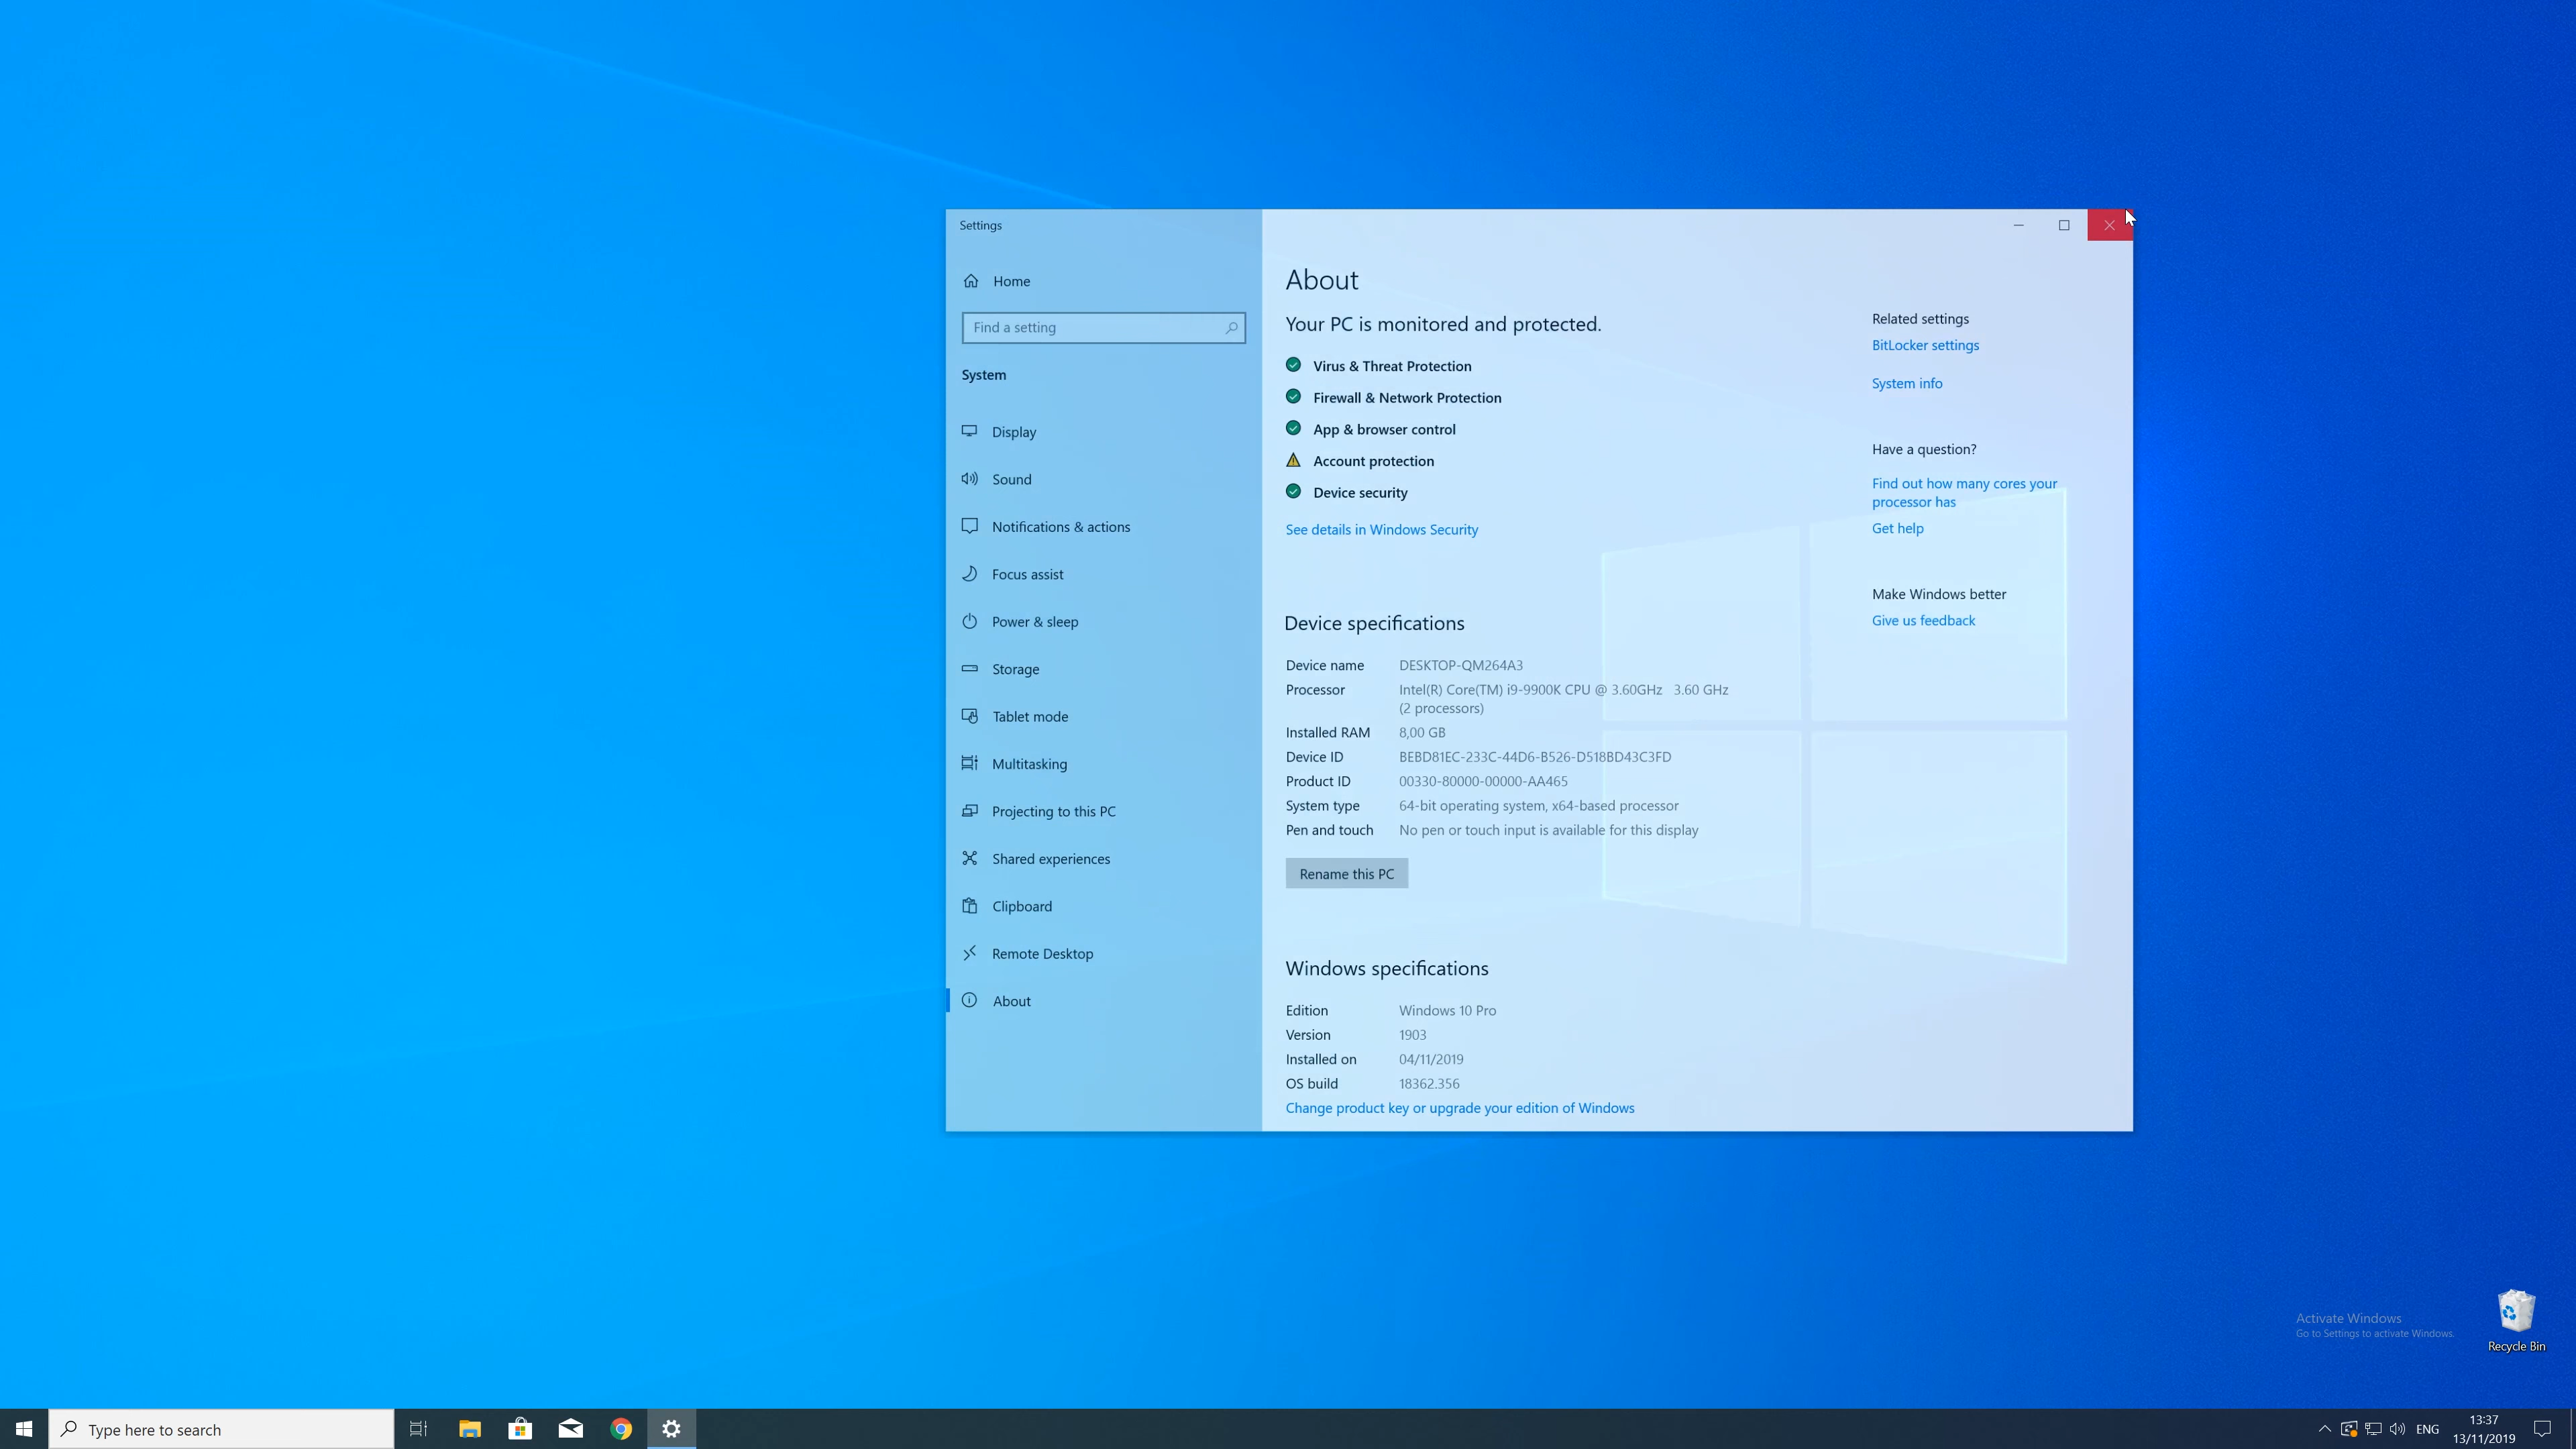 Settings
Home
Find a setting
System
Display
Sound
Notifications & actions
Focus assist
Power & sleep
Storage
Tablet mode
Multitasking
Projecting to this PC
Shared experiences
Clipboard
Remote Desktop
About
About
Your PC is monitored and protected.
Virus & Threat Protection
Firewall & Network Protection
App & browser control
Account protection
Device security
See details in Windows Security
Device specifications
Device name DESKTOP-QM264A3
Processor Intel(R) Core(TM) i9-9900K CPU @ 3.60GHz 3.60 GHz
(2 processors)
Installed RAM 8,00 GB
Device ID BEBD81EC-233C-44D6-B526-D518BD43C3FD
Product ID 00330-80000-00000-AA465
System type 64-bit operating system, x64-based processor
Pen and touch No pen or touch input is available for this display
Rename this PC
Windows specifications
Edition Windows 10 Pro
Version 1903
Installed on 04/11/2019
OS build 18362.356
Change product key or upgrade your edition of Windows
Related settings
BitLocker settings
System info
Have a question?
Find out how many cores your
processor has
Get help
Make Windows better
Give us feedback
Activate Windows
Go to Settings to activate Windows.
Recycle Bin
Type here to search
ENG
13:37
13/11/2019